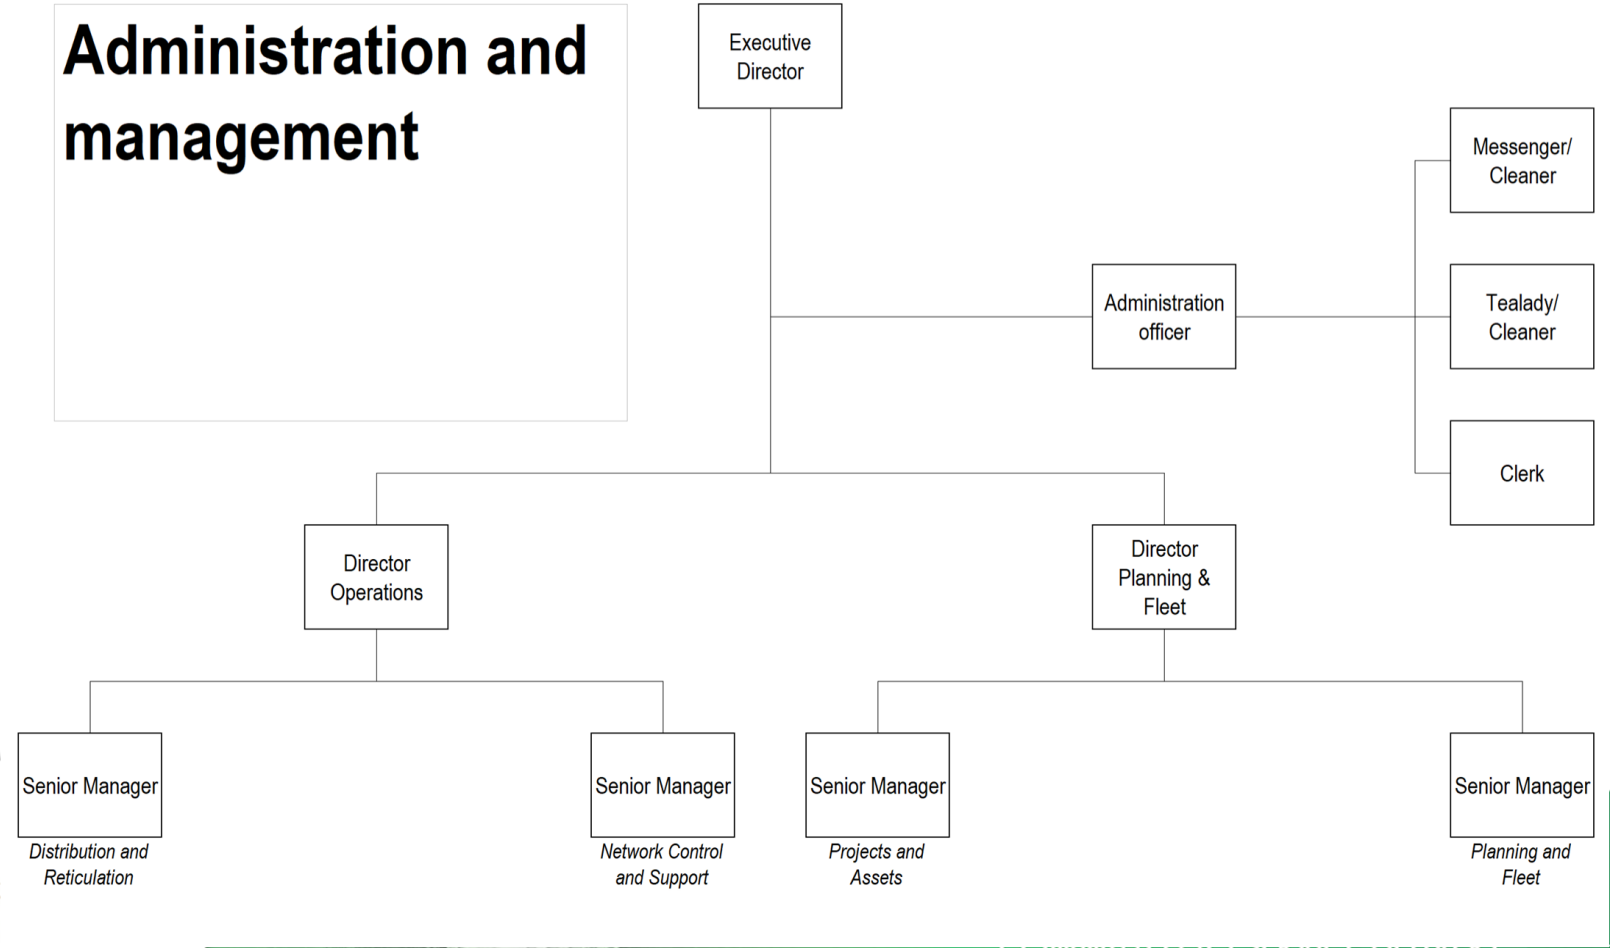 Administration and
management
Executive
Director
Messenger/
Cleaner
Administration
officer
Tealady/
Cleaner
Clerk
Director
Operations
Director
Planning &
Fleet
Senior Manager
Distribution and
Reticulation
Senior Manager
Network Control
and Support
Senior Manager
Projects and
Assets
Senior Manager
Planning and
Fleet